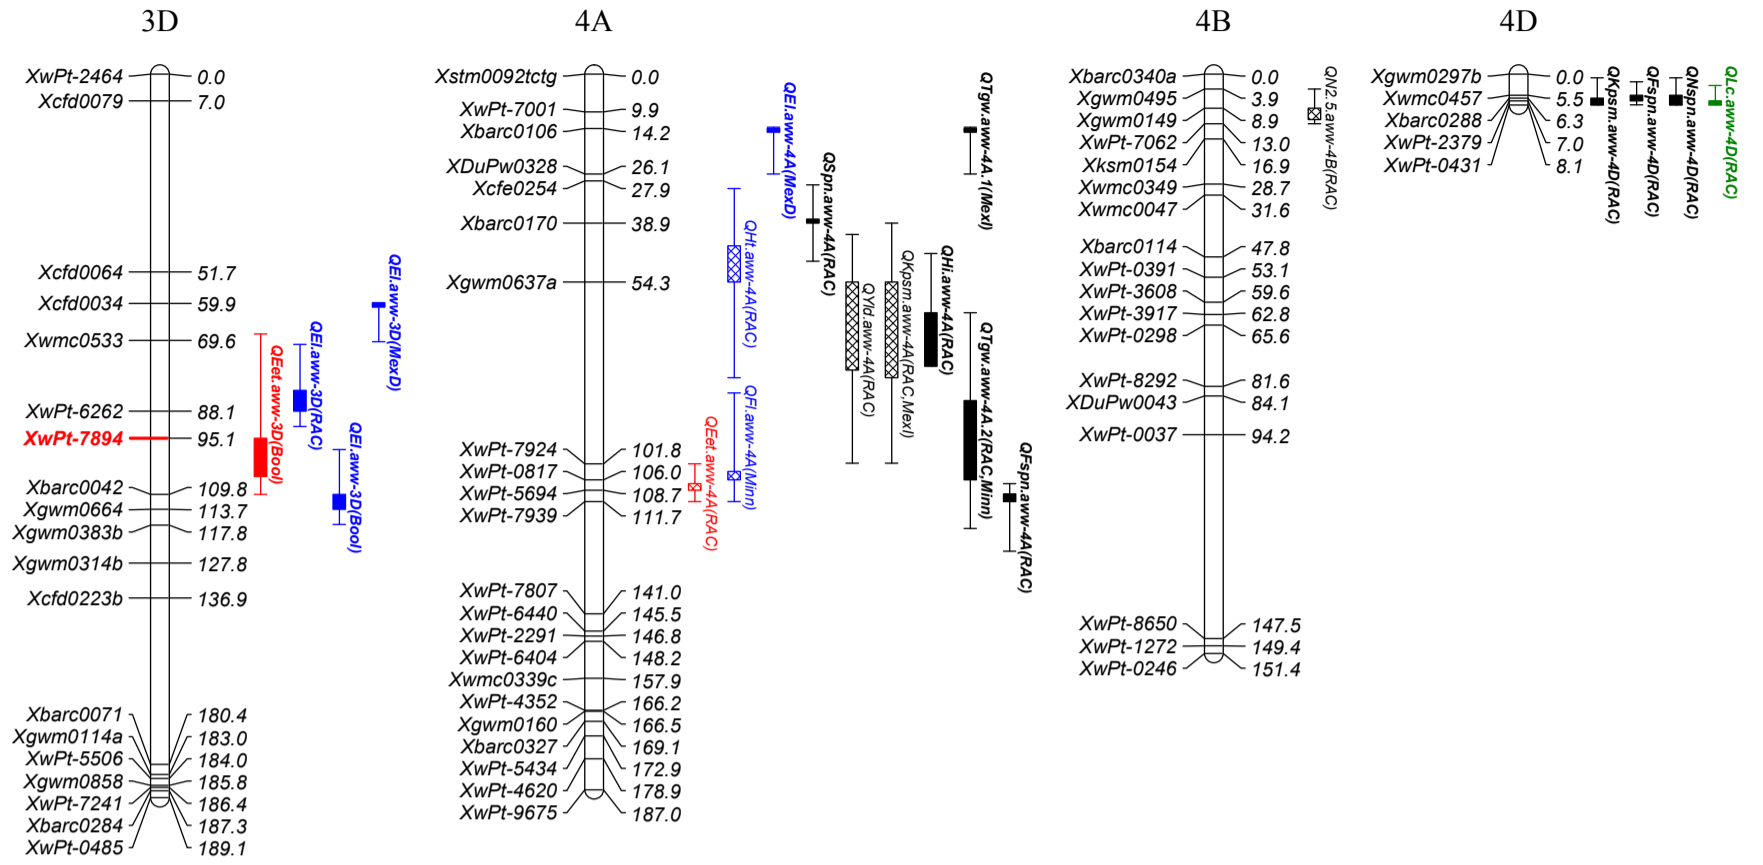 3D
XwPt-2464 0.0
Xcfd0079 7.0
Xcfd0064 51.7
Xcfd0034 59.9
Xwmc0533 69.6
XwPt-6262 88.1
XwPt-7894 95.1
Xbarc0042 109.8
Xgwm0664 113.7
Xgwm0383b 117.8
Xgwm0314b 127.8
Xcfd0223b 136.9
Xbarc0071 180.4
Xgwm0114a 183.0
XwPt-5506 184.0
Xgwm0858 185.8
XwPt-7241 186.4
Xbarc0284 187.3
XwPt-0485 189.1
QEet.aww-3D(Bool)
QEl.aww-3D(RAC)
QEl.aww-3D(Bool)
QEl.aww-3D(MexD)
4A
Xstm0092tctg 0.0
XwPt-7001 9.9
Xbarc0106 14.2
XDuPw0328 26.1
Xcfe0254 27.9
Xbarc0170 38.9
Xgwm0637a 54.3
XwPt-7924 101.8
XwPt-0817 106.0
XwPt-5694 108.7
XwPt-7939 111.7
XwPt-7807 141.0
XwPt-6440 145.5
XwPt-2291 146.8
XwPt-6404 148.2
Xwmc0339c 157.9
XwPt-4352 166.2
Xgwm0160 166.5
Xbarc0327 169.1
XwPt-5434 172.9
XwPt-4620 178.9
XwPt-9675 187.0
QEet.aww-4A(RAC)
QHt.aww-4A(RAC)
QFl.aww-4A(Minn)
QEl.aww-4A(MexD)
QSpn.aww-4A(RAC)
QYld.aww-4A(RAC)
QKpsm.aww-4A(RAC,MexI)
QHi.aww-4A(RAC)
QTgw.aww-4A.1(MexI)
QTgw.aww-4A.2(RAC,Minn)
QFspn.aww-4A(RAC)
4B
Xbarc0340a 0.0
Xgwm0495 3.9
Xgwm0149 8.9
XwPt-7062 13.0
Xksm0154 16.9
Xwmc0349 28.7
Xwmc0047 31.6
Xbarc0114 47.8
XwPt-0391 53.1
XwPt-3608 59.6
XwPt-3917 62.8
XwPt-0298 65.6
XwPt-8292 81.6
XDuPw0043 84.1
XwPt-0037 94.2
XwPt-8650 147.5
XwPt-1272 149.4
XwPt-0246 151.4
QN2.5.aww-4B(RAC)
4D
Xgwm0297b 0.0
Xwmc0457 5.5
Xbarc0288 6.3
XwPt-2379 7.0
XwPt-0431 8.1
QKpsm.aww-4D(RAC)
QFspn.aww-4D(RAC)
QNspn.aww-4D(RAC)
QLc.aww-4D(RAC)